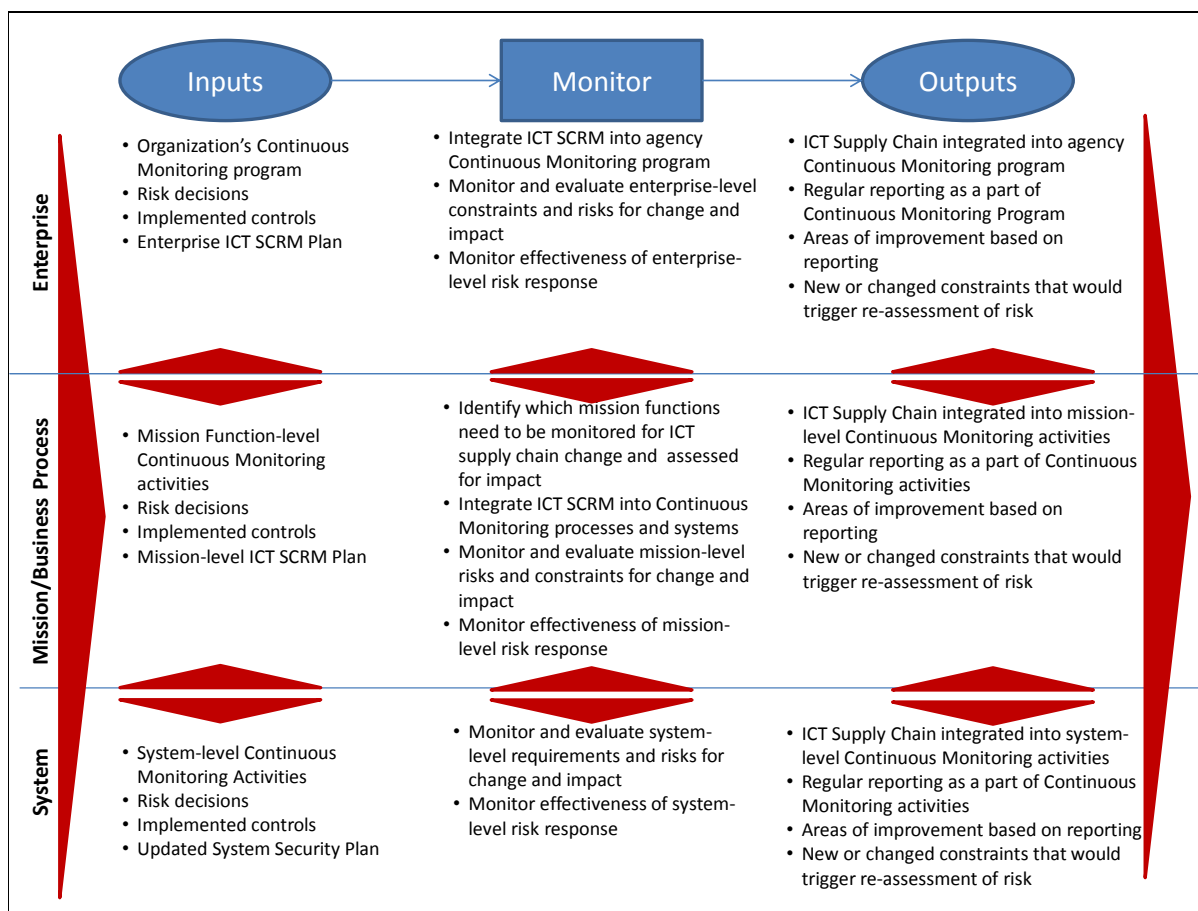 Inputs
Monitor
Outputs
Enterprise
• Organization's Continuous
Monitoring program
• Risk decisions
• Implemented controls
• Enterprise ICT SCRM Plan
• Integrate ICT SCRM into agency
Continuous Monitoring program
• Monitor and evaluate enterprise-level
constraints and risks for change and
impact
• Monitor effectiveness of enterprise-
level risk response
• ICT Supply Chain integrated into agency
Continuous Monitoring program
• Regular reporting as a part of
Continuous Monitoring Program
• Areas of improvement based on
reporting
• New or changed constraints that would
trigger re-assessment of risk
Mission/Business Process
• Mission Function-level
Continuous Monitoring
activities
• Risk decisions
• Implemented controls
• Mission-level ICT SCRM Plan
• Identify which mission functions
need to be monitored for ICT
supply chain change and assessed
for impact
• Integrate ICT SCRM into Continuous
Monitoring processes and systems
• Monitor and evaluate mission-level
risks and constraints for change and
impact
• Monitor effectiveness of mission-
level risk response
• ICT Supply Chain integrated into mission-
level Continuous Monitoring activities
• Regular reporting as a part of Continuous
Monitoring activities
• Areas of improvement based on
reporting
• New or changed constraints that would
trigger re-assessment of risk
System
• System-level Continuous
Monitoring Activities
• Risk decisions
• Implemented controls
• Updated System Security Plan
• Monitor and evaluate system-
level requirements and risks for
change and impact
• Monitor effectiveness of system-
level risk response
• ICT Supply Chain integrated into system-
level Continuous Monitoring activities
• Regular reporting as a part of Continuous
Monitoring activities
• Areas of improvement based on reporting
• New or changed constraints that would
trigger re-assessment of risk